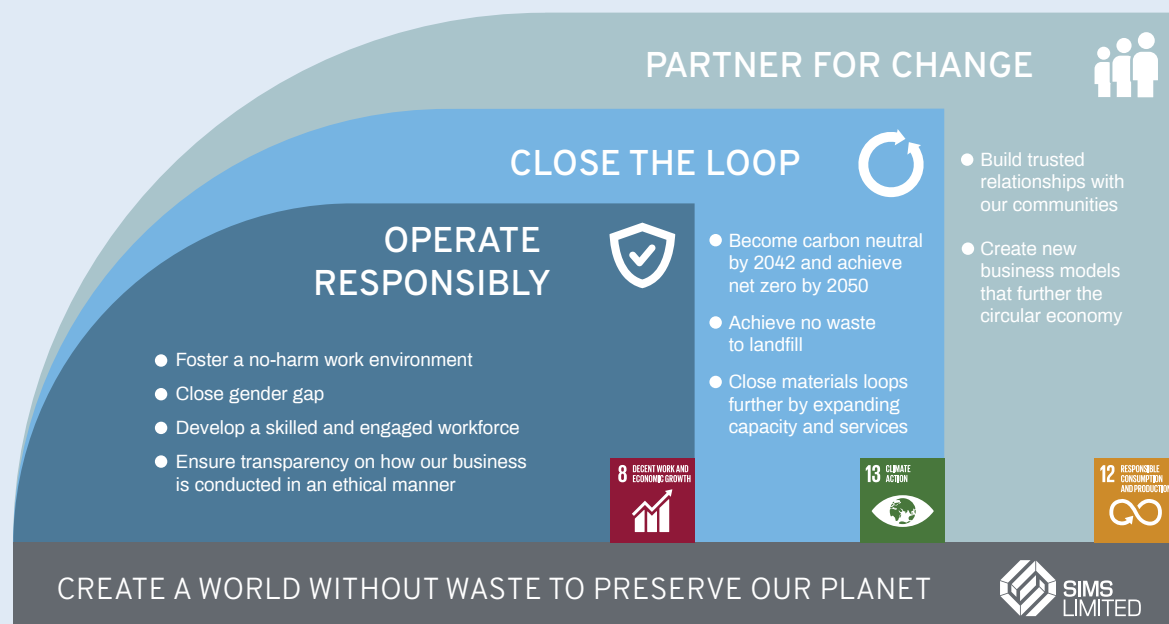 PARTNER FOR CHANGE
● Build trusted
relationships with
our communities
● Create new
business models
that further the
circular economy
CLOSE THE LOOP
● Become carbon neutral
by 2042 and achieve
net zero by 2050
● Achieve no waste
to landfill
● Close materials loops
further by expanding
capacity and services
OPERATE
RESPONSIBLY
● Foster a no-harm work environment
● Close gender gap
● Develop a skilled and engaged workforce
● Ensure transparency on how our business
is conducted in an ethical manner
8 DECENT WORK AND
ECONOMIC GROWTH
13 CLIMATE
ACTION
12 RESPONSIBLE
CONSUMPTION
AND PRODUCTION
CREATE A WORLD WITHOUT WASTE TO PRESERVE OUR PLANET
SIMS
LIMITED